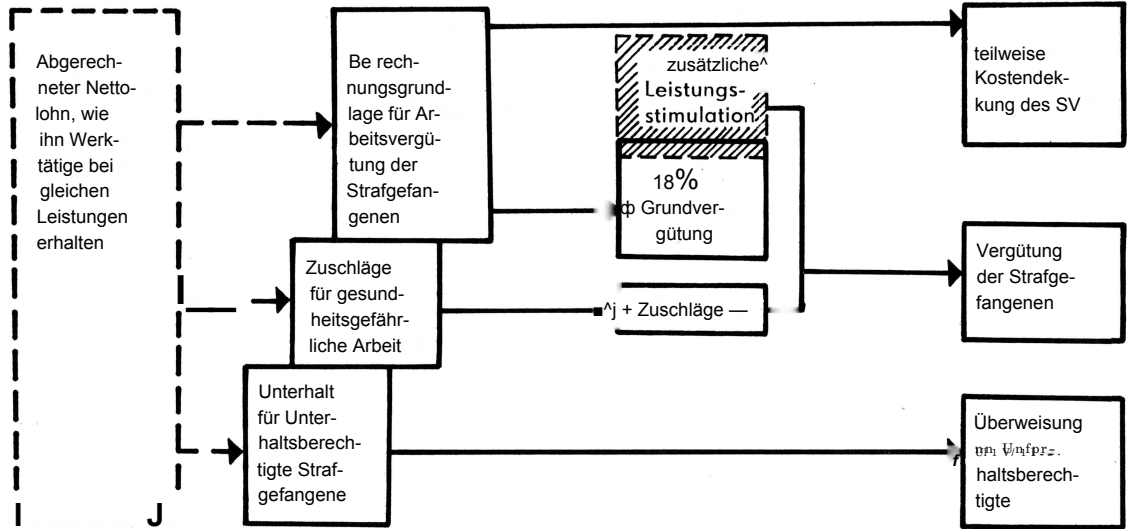 Abgerech-
neter Netto-
lohn, wie
ihn Werk-
tätige bei
gleichen
Leistungen
erhalten
Be rech-
nungsgrund-
lage für Ar-
beitsvergü-
tung der
Strafgefan-
genen
Zuschläge
für gesund-
heitsgefähr-
liche Arbeit
Unterhalt
für Unter-
haltsberech-
tigte Straf-
gefangene
zusätzliche^
Leistungs-
stimulation
18%
Grundver-
gütung
+ Zuschläge —
teilweise
Kostendek-
kung des SV
Vergütung
der Strafge-
fangenen
Überweisung
haltsberech-
tigte